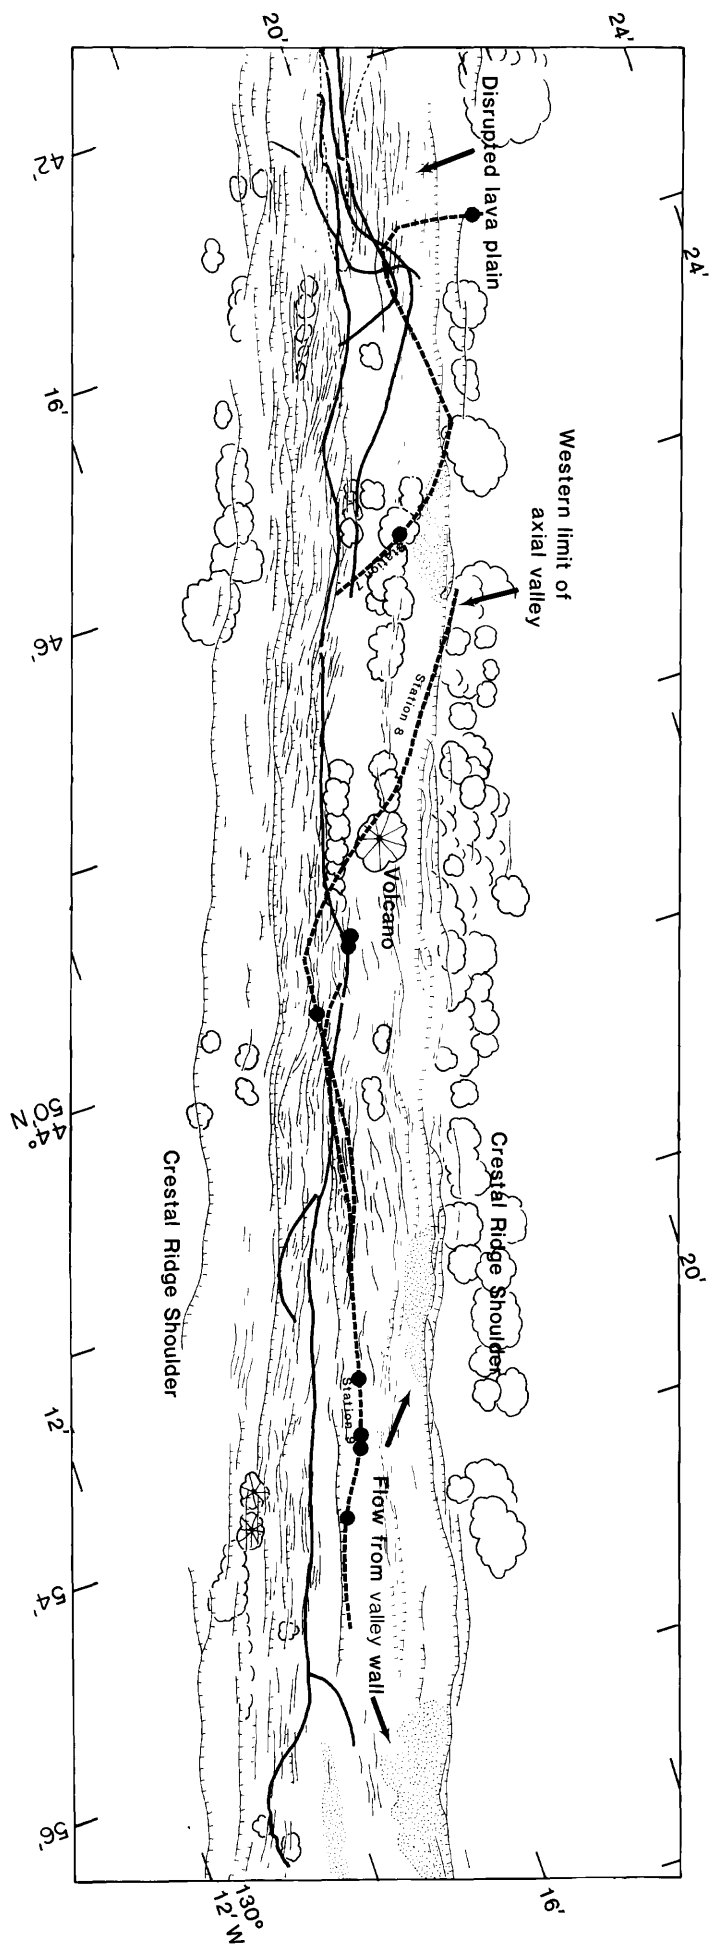 20'
24'
42'
Disrupted lava plain
24'
16'
Western limit of
axial valley
Station 7
46'
Station 8
Volcano
50'
44°
N
Crestal Ridge Shoulder
Crestal Ridge Shoulder
20'
Station 9
12'
Flow from valley wall
54'
56'
130°
12' W
16'